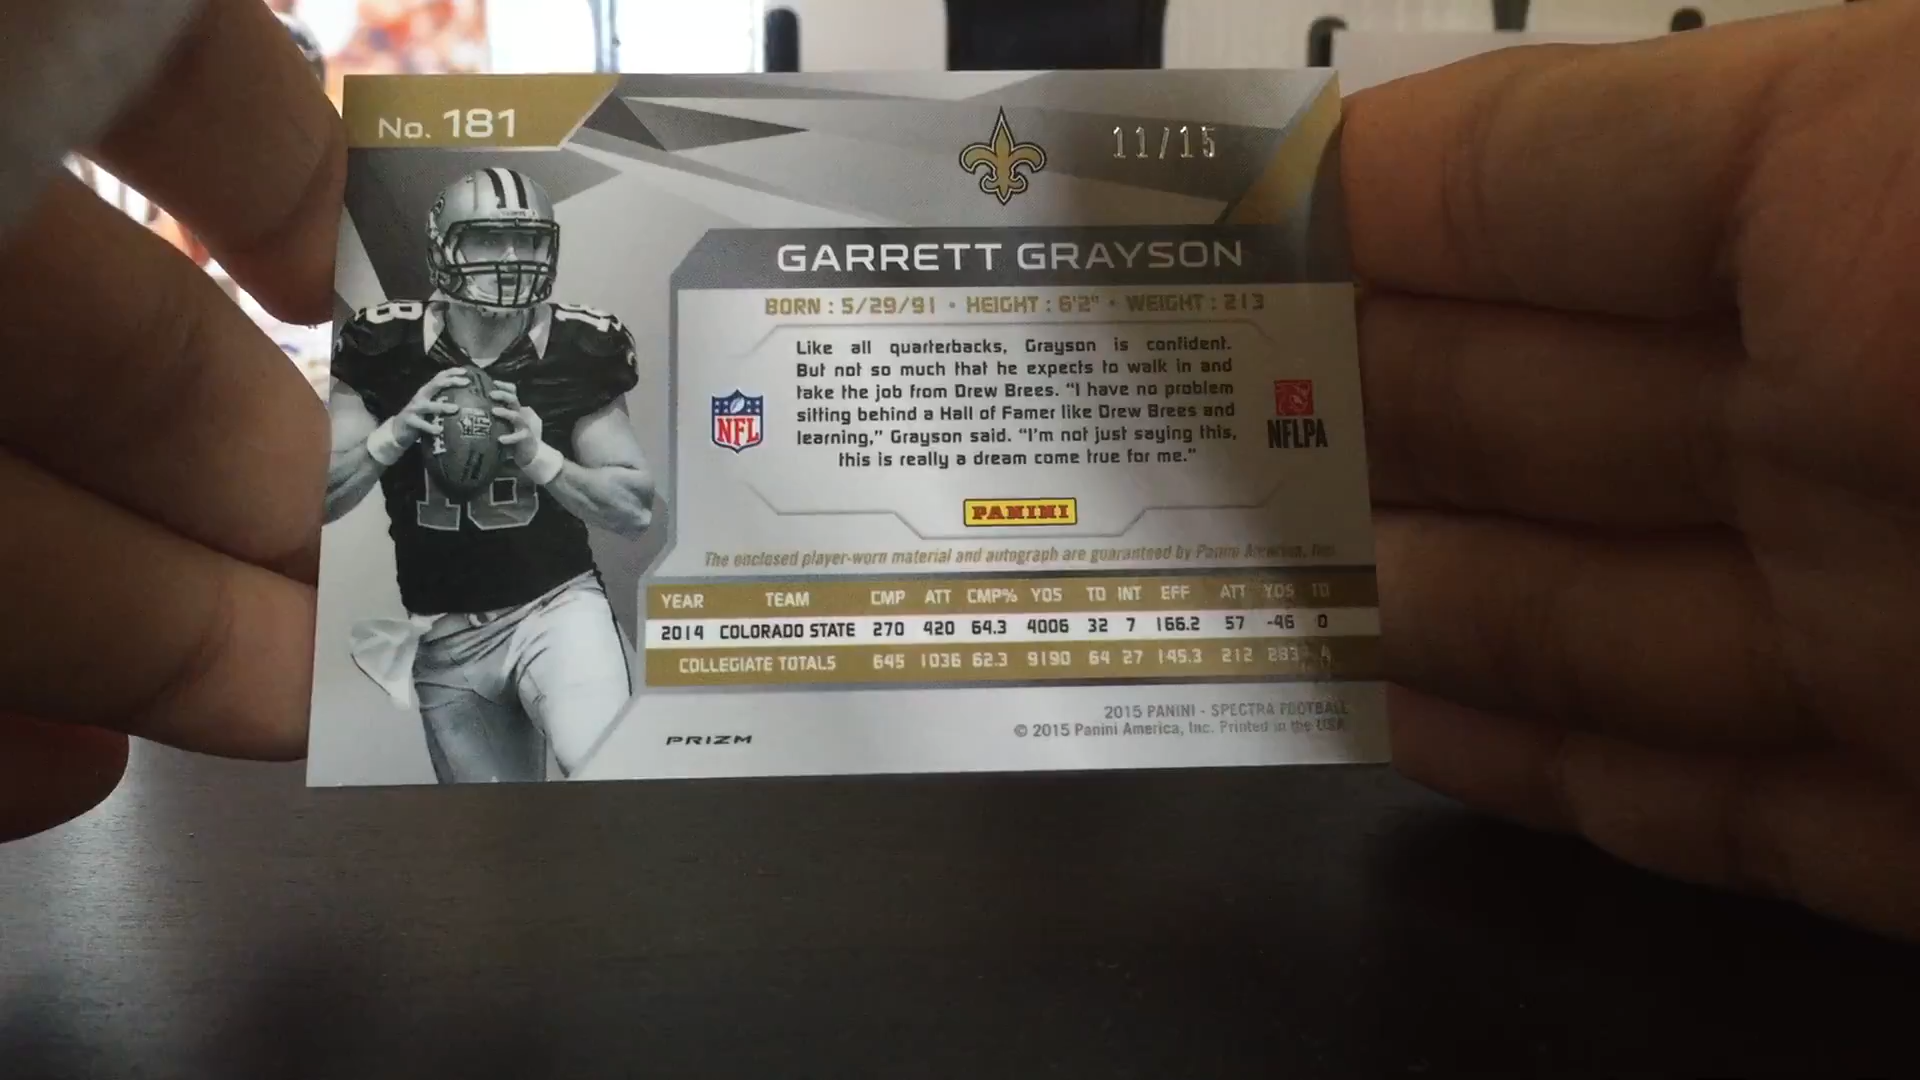 No. 181
11/15
GARRETT GRAYSON
BORN : 5/29/91 • HEIGHT : 6'2" • WEIGHT : 213
Like all quarterbacks, Grayson is confident.
But not so much that he expects to walk in and
take the job from Drew Brees. "I have no problem
sitting behind a Hall of Famer like Drew Brees and
learning," Grayson said. "I'm not just saying this,
this is really a dream come true for me."
NFL
NFLPA
PANINI
The enclosed player-worn material and autograph are guaranteed by Panini America, Inc.
YEAR TEAM CMP ATT CMP% YDS TD INT EFF ATT YDS TD
2014 COLORADO STATE 270 420 64.3 4006 32 7 166.2 57 -46 0
COLLEGIATE TOTALS 645 1036 62.3 9190 64 27 145.3 212 283
2015 PANINI - SPECTRA FOOTBALL
© 2015 Panini America, Inc. Printed in the USA
PRIZM
18